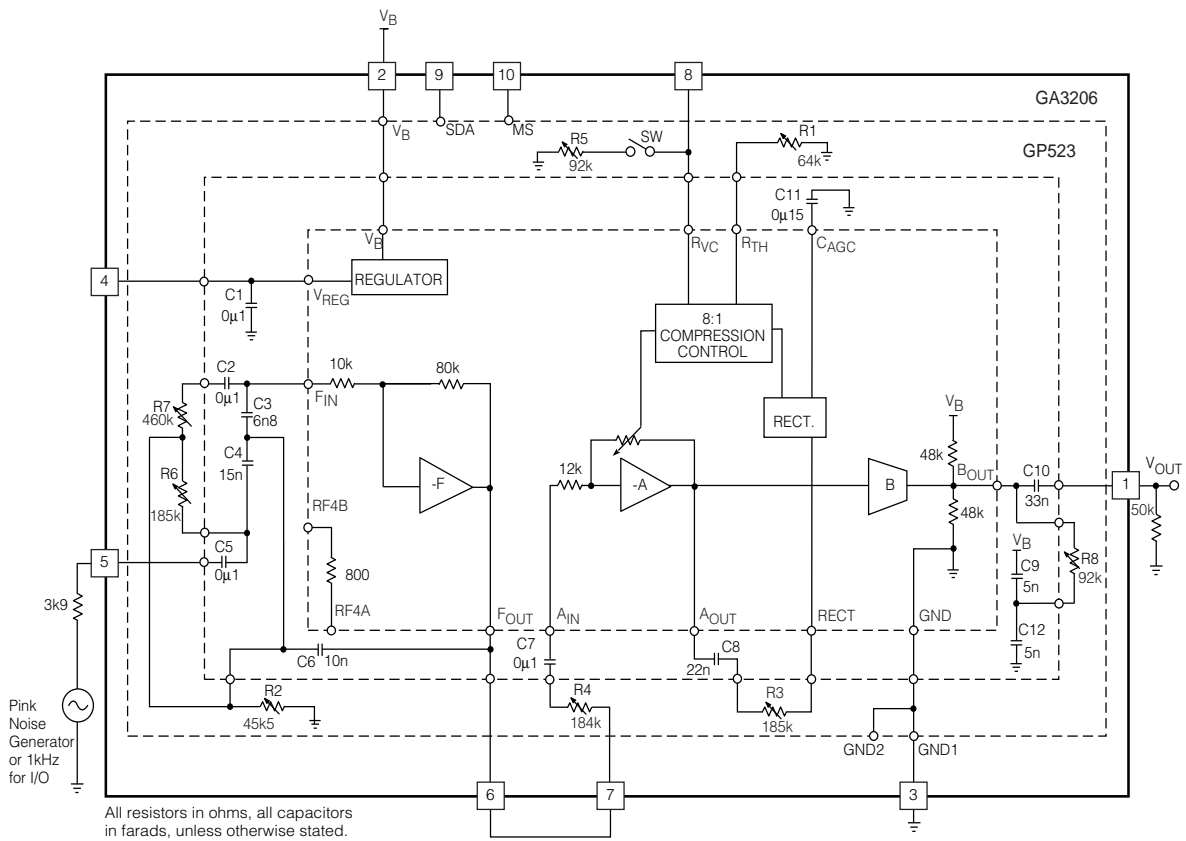 V_B
2
9
10
8
GA3206
V_B
SDA
MS
R5
92k
SW
R1
64k
GP523
C11
0µ15
V_B
R_VC
R_TH
C_AGC
4
REGULATOR
V_REG
C1
0µ1
8:1
COMPRESSION
CONTROL
C2
0µ1
10k
80k
F_IN
R7
460k
C3
6n8
RECT.
V_B
C4
15n
48k
12k
-F
-A
B
B_OUT
C10
33n
1
V_OUT
R6
185k
RF4B
48k
50k
5
C5
0µ1
V_B
C9
5n
R8
92k
800
3k9
RF4A
F_OUT
A_IN
A_OUT
RECT
GND
C12
5n
C6
10n
C7
0µ1
C8
22n
R2
45k5
R4
184k
R3
185k
Pink
Noise
Generator
or 1kHz
for I/O
GND2
GND1
6
7
3
All resistors in ohms, all capacitors
in farads, unless otherwise stated.